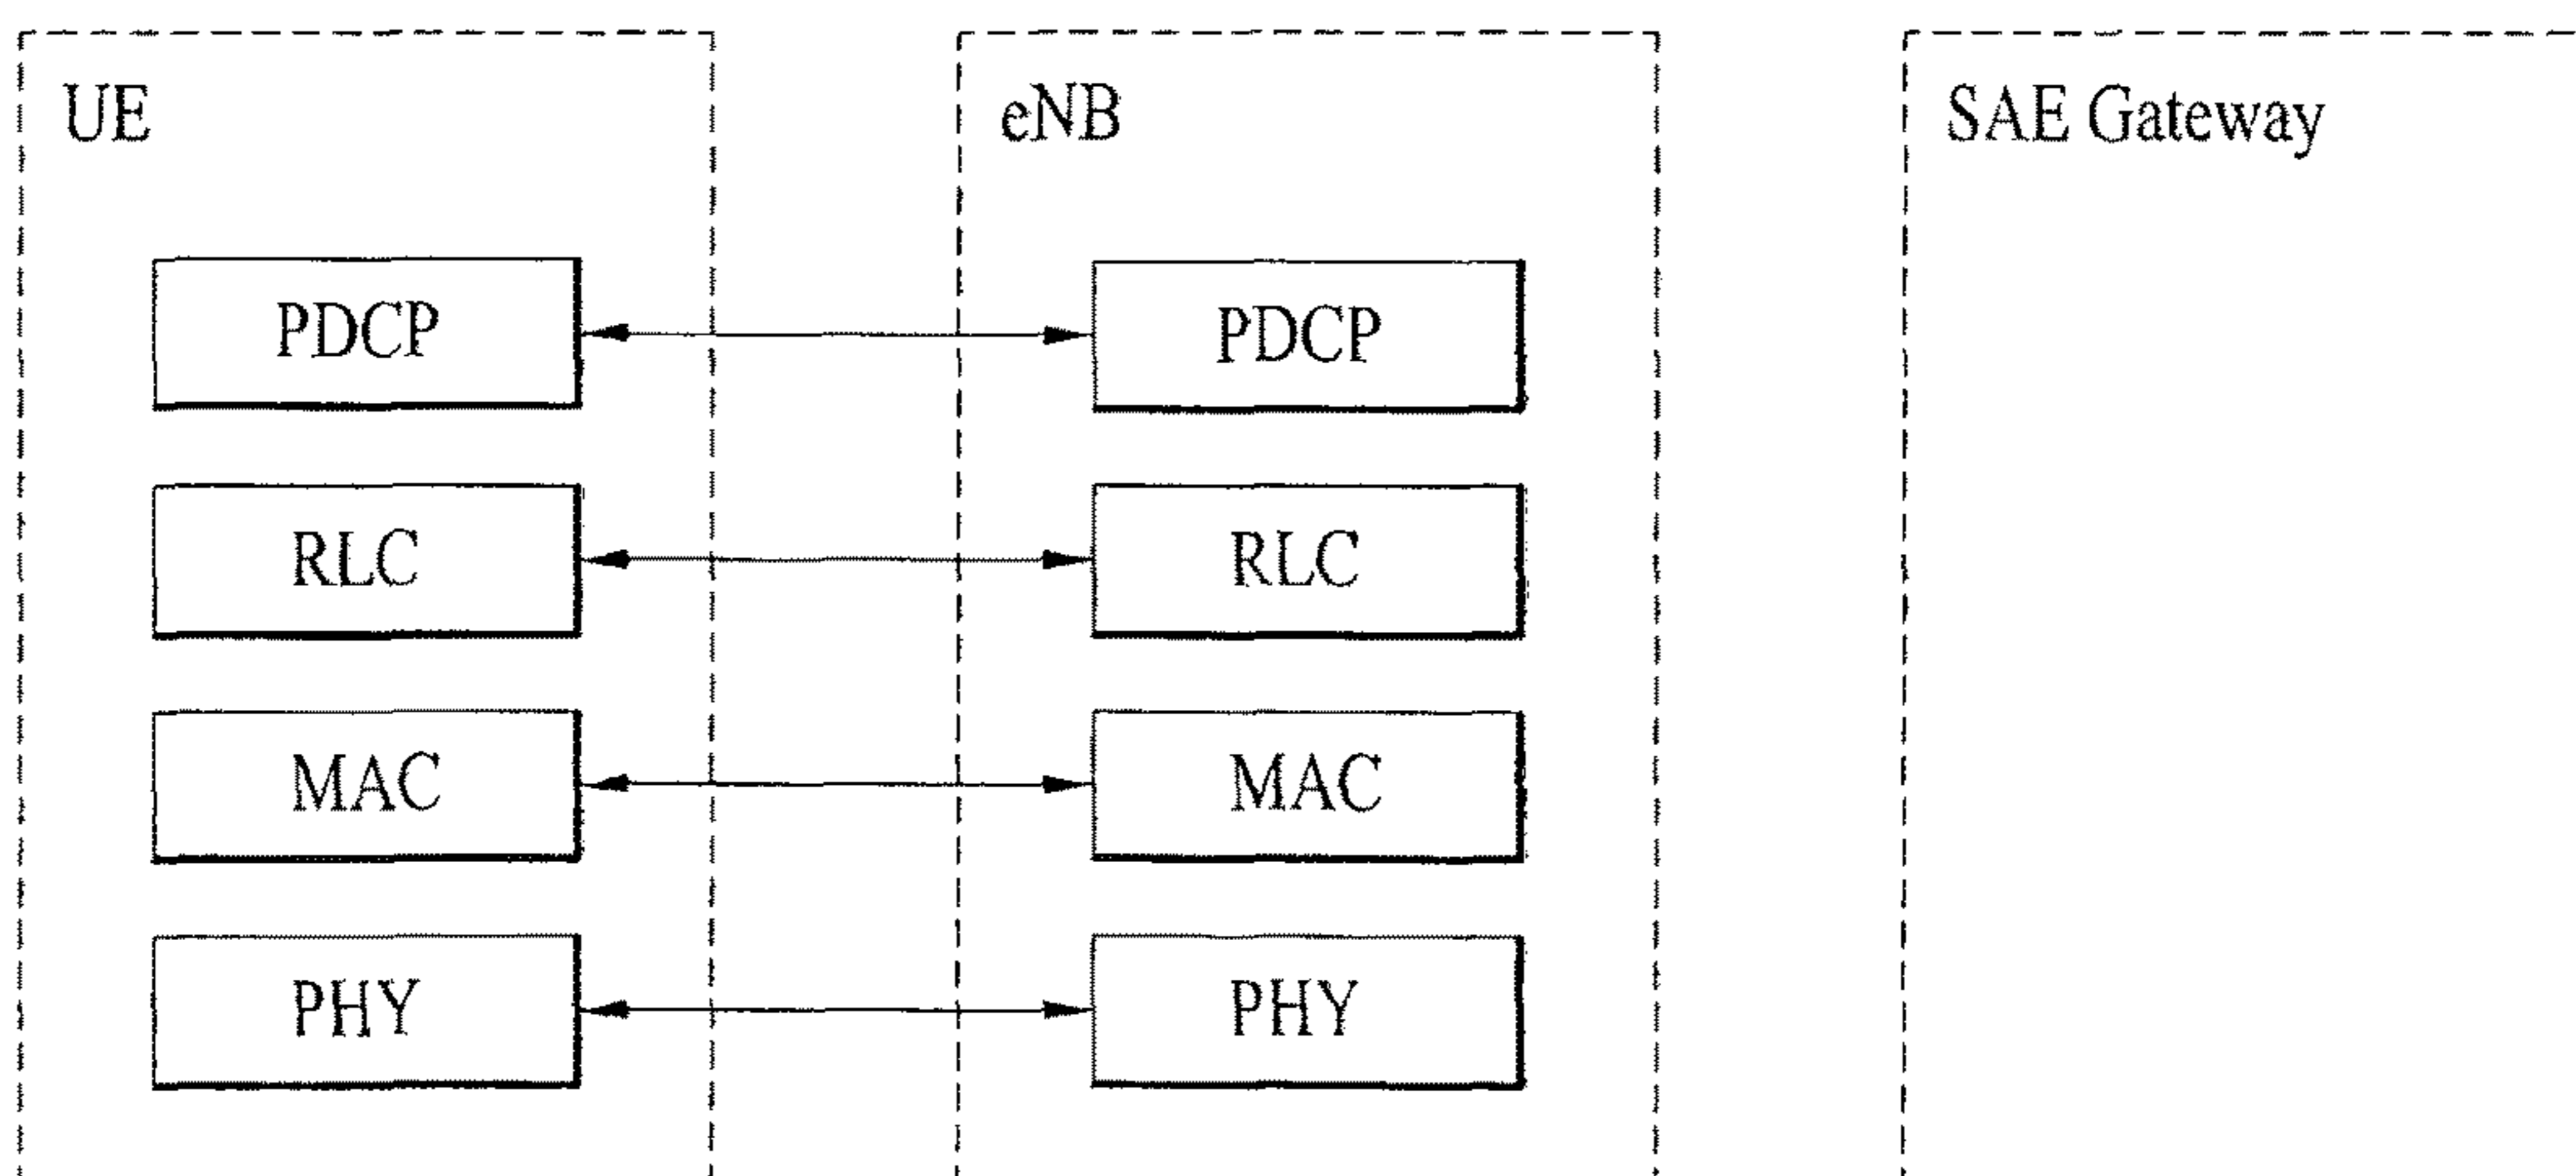 UE eNB SAE Gateway
PDCP PDCP
RLC RLC
MAC MAC
PHY PHY